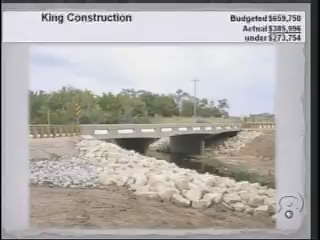 King Construction
Budgeted $659,750
Actual $385,996
under $273,754